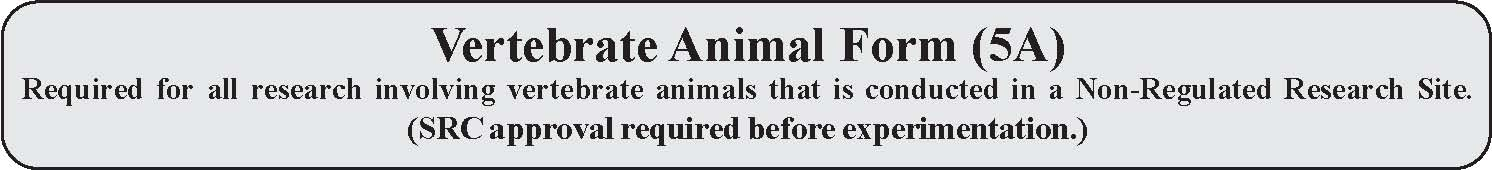 Vertebrate Animal Form (5A)
Required for all research involving vertebrate animals that is conducted in a Non-Regulated Research Site.
(SRC approval required before experimentation.)